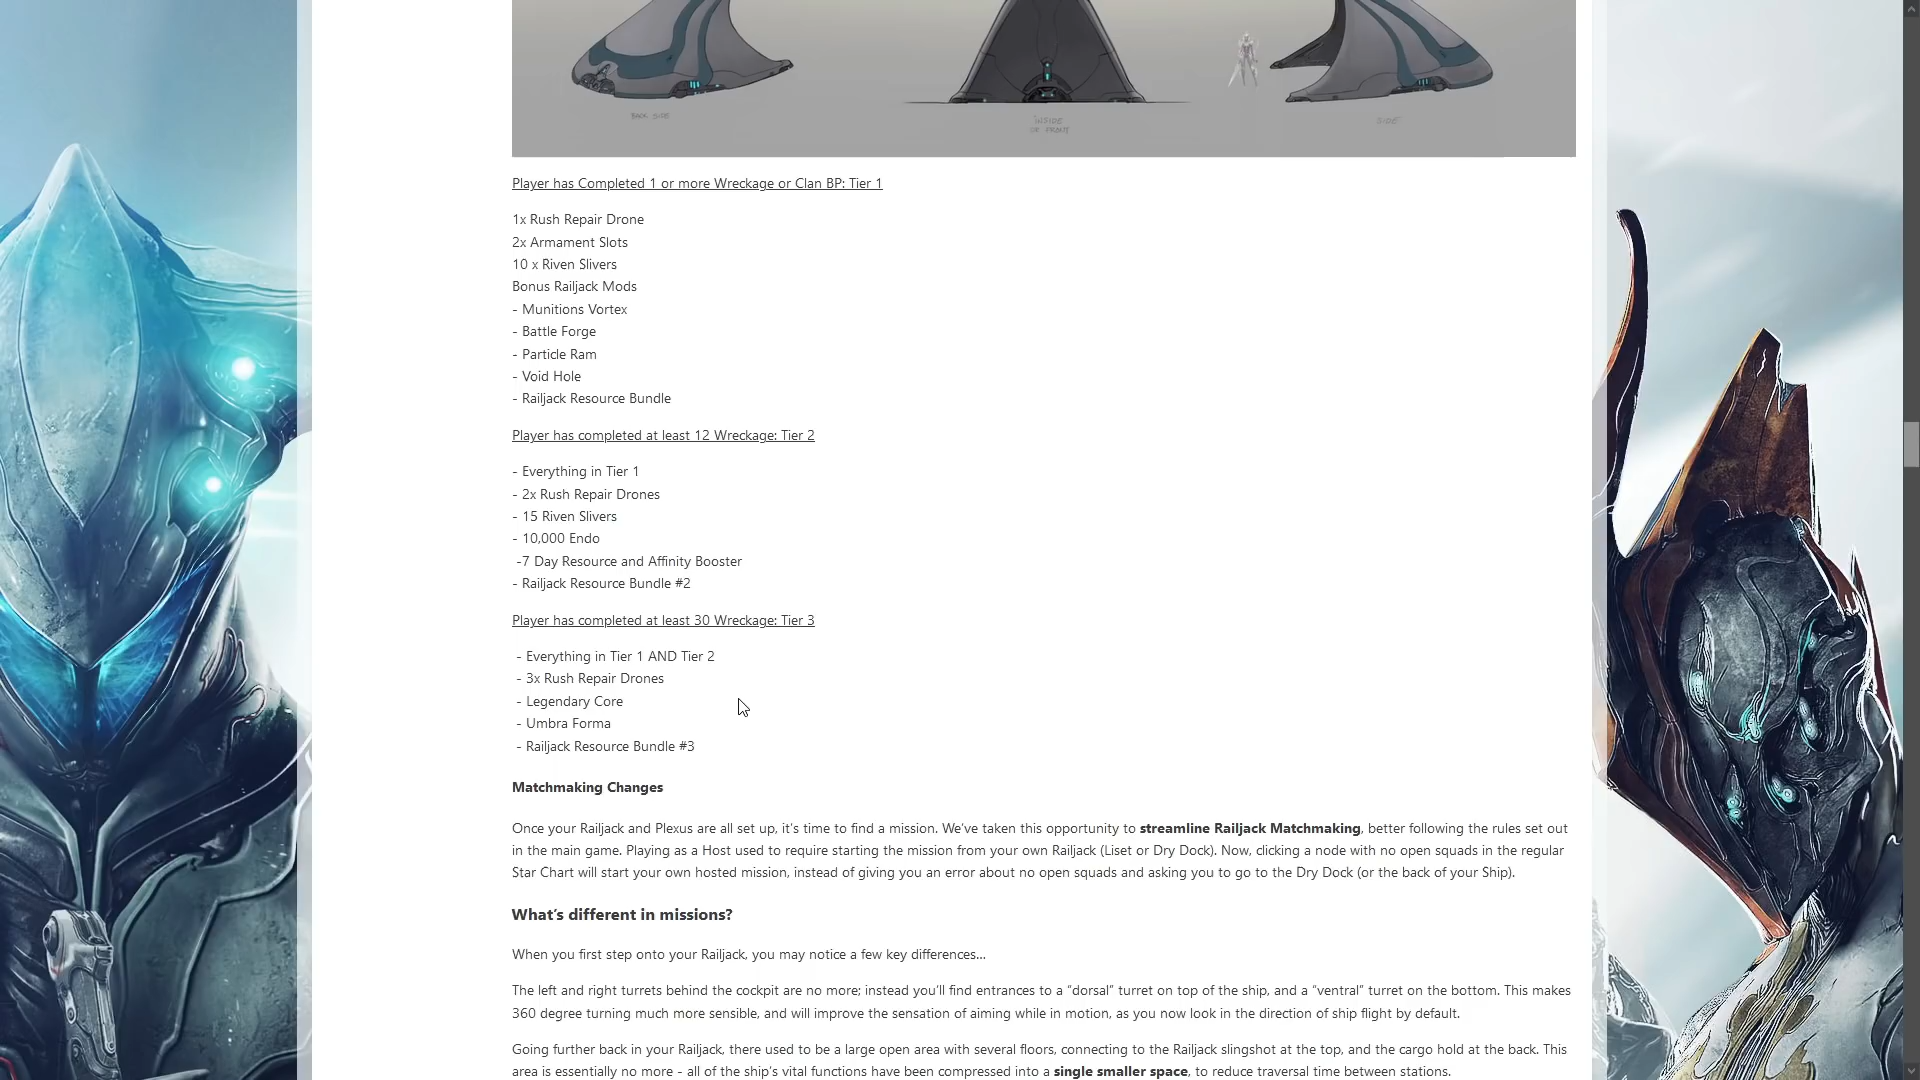 BACK SIDE
INSIDE
OF FRONT
SIDE
Player has Completed 1 or more Wreckage or Clan BP: Tier 1
1x Rush Repair Drone
2x Armament Slots
10 x Riven Slivers
Bonus Railjack Mods
- Munitions Vortex
- Battle Forge
- Particle Ram
- Void Hole
- Railjack Resource Bundle
Player has completed at least 12 Wreckage: Tier 2
- Everything in Tier 1
- 2x Rush Repair Drones
- 15 Riven Slivers
- 10,000 Endo
-7 Day Resource and Affinity Booster
- Railjack Resource Bundle #2
Player has completed at least 30 Wreckage: Tier 3
- Everything in Tier 1 AND Tier 2
- 3x Rush Repair Drones
- Legendary Core
- Umbra Forma
- Railjack Resource Bundle #3
Matchmaking Changes
Once your Railjack and Plexus are all set up, it’s time to find a mission. We’ve taken this opportunity to streamline Railjack Matchmaking, better following the rules set out
in the main game. Playing as a Host used to require starting the mission from your own Railjack (Liset or Dry Dock). Now, clicking a node with no open squads in the regular
Star Chart will start your own hosted mission, instead of giving you an error about no open squads and asking you to go to the Dry Dock (or the back of your Ship).
What’s different in missions?
When you first step onto your Railjack, you may notice a few key differences…
The left and right turrets behind the cockpit are no more; instead you’ll find entrances to a “dorsal” turret on top of the ship, and a “ventral” turret on the bottom. This makes
360 degree turning much more sensible, and will improve the sensation of aiming while in motion, as you now look in the direction of ship flight by default.
Going further back in your Railjack, there used to be a large open area with several floors, connecting to the Railjack slingshot at the top, and the cargo hold at the back. This
area is essentially no more - all of the ship’s vital functions have been compressed into a single smaller space, to reduce traversal time between stations.